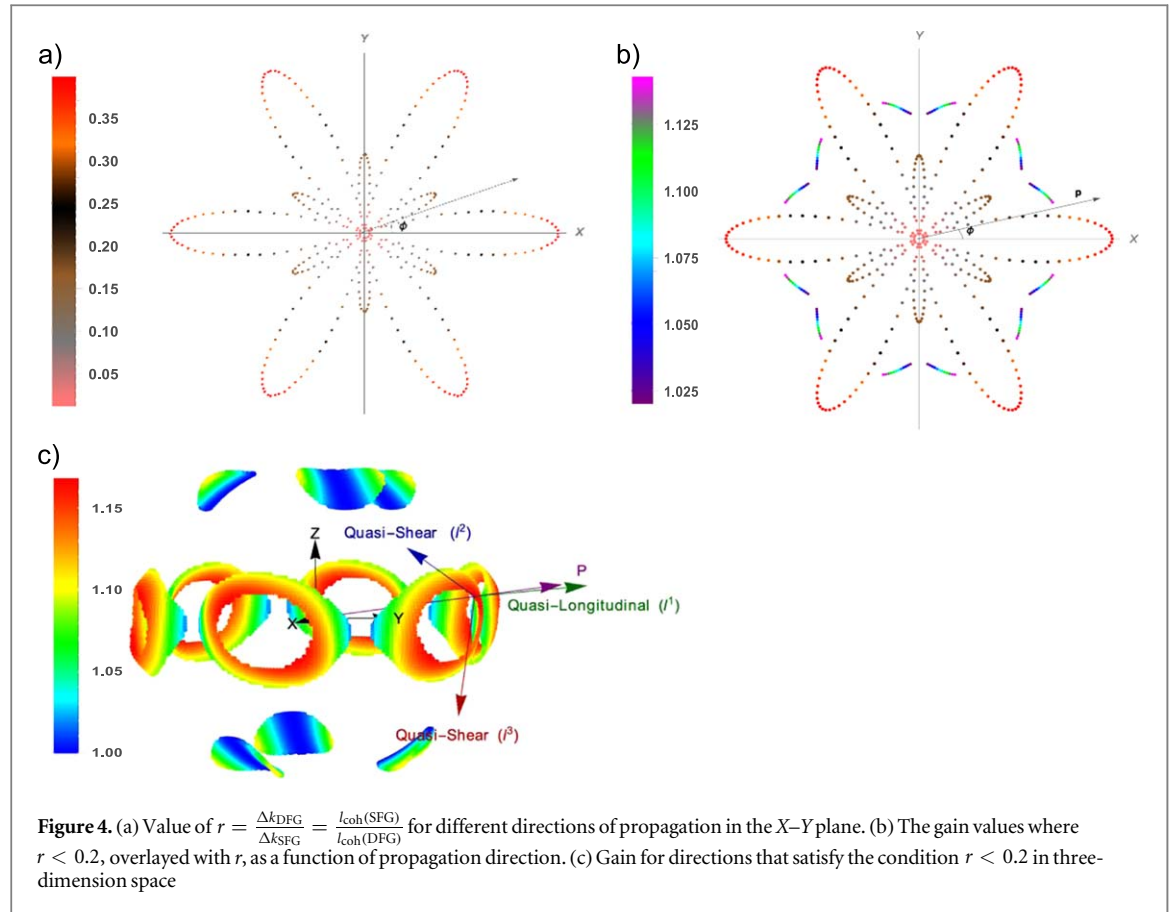 a)
Y
0.35
0.30
0.25
0.20
0.15
0.10
0.05
ϕ
X
b)
Y
1.125
1.100
1.075
1.050
1.025
P
ϕ
X
c)
1.15
1.10
1.05
1.00
Z
Quasi−Shear (l²)
P
Quasi−Longitudinal (l¹)
X
Y
Quasi−Shear (l³)
Figure 4. (a) Value of r = Δk_DFG/Δk_SFG = l_coh(SFG)/l_coh(DFG) for different directions of propagation in the X–Y plane. (b) The gain values where
r < 0.2, overlayed with r, as a function of propagation direction. (c) Gain for directions that satisfy the condition r < 0.2 in three-
dimension space